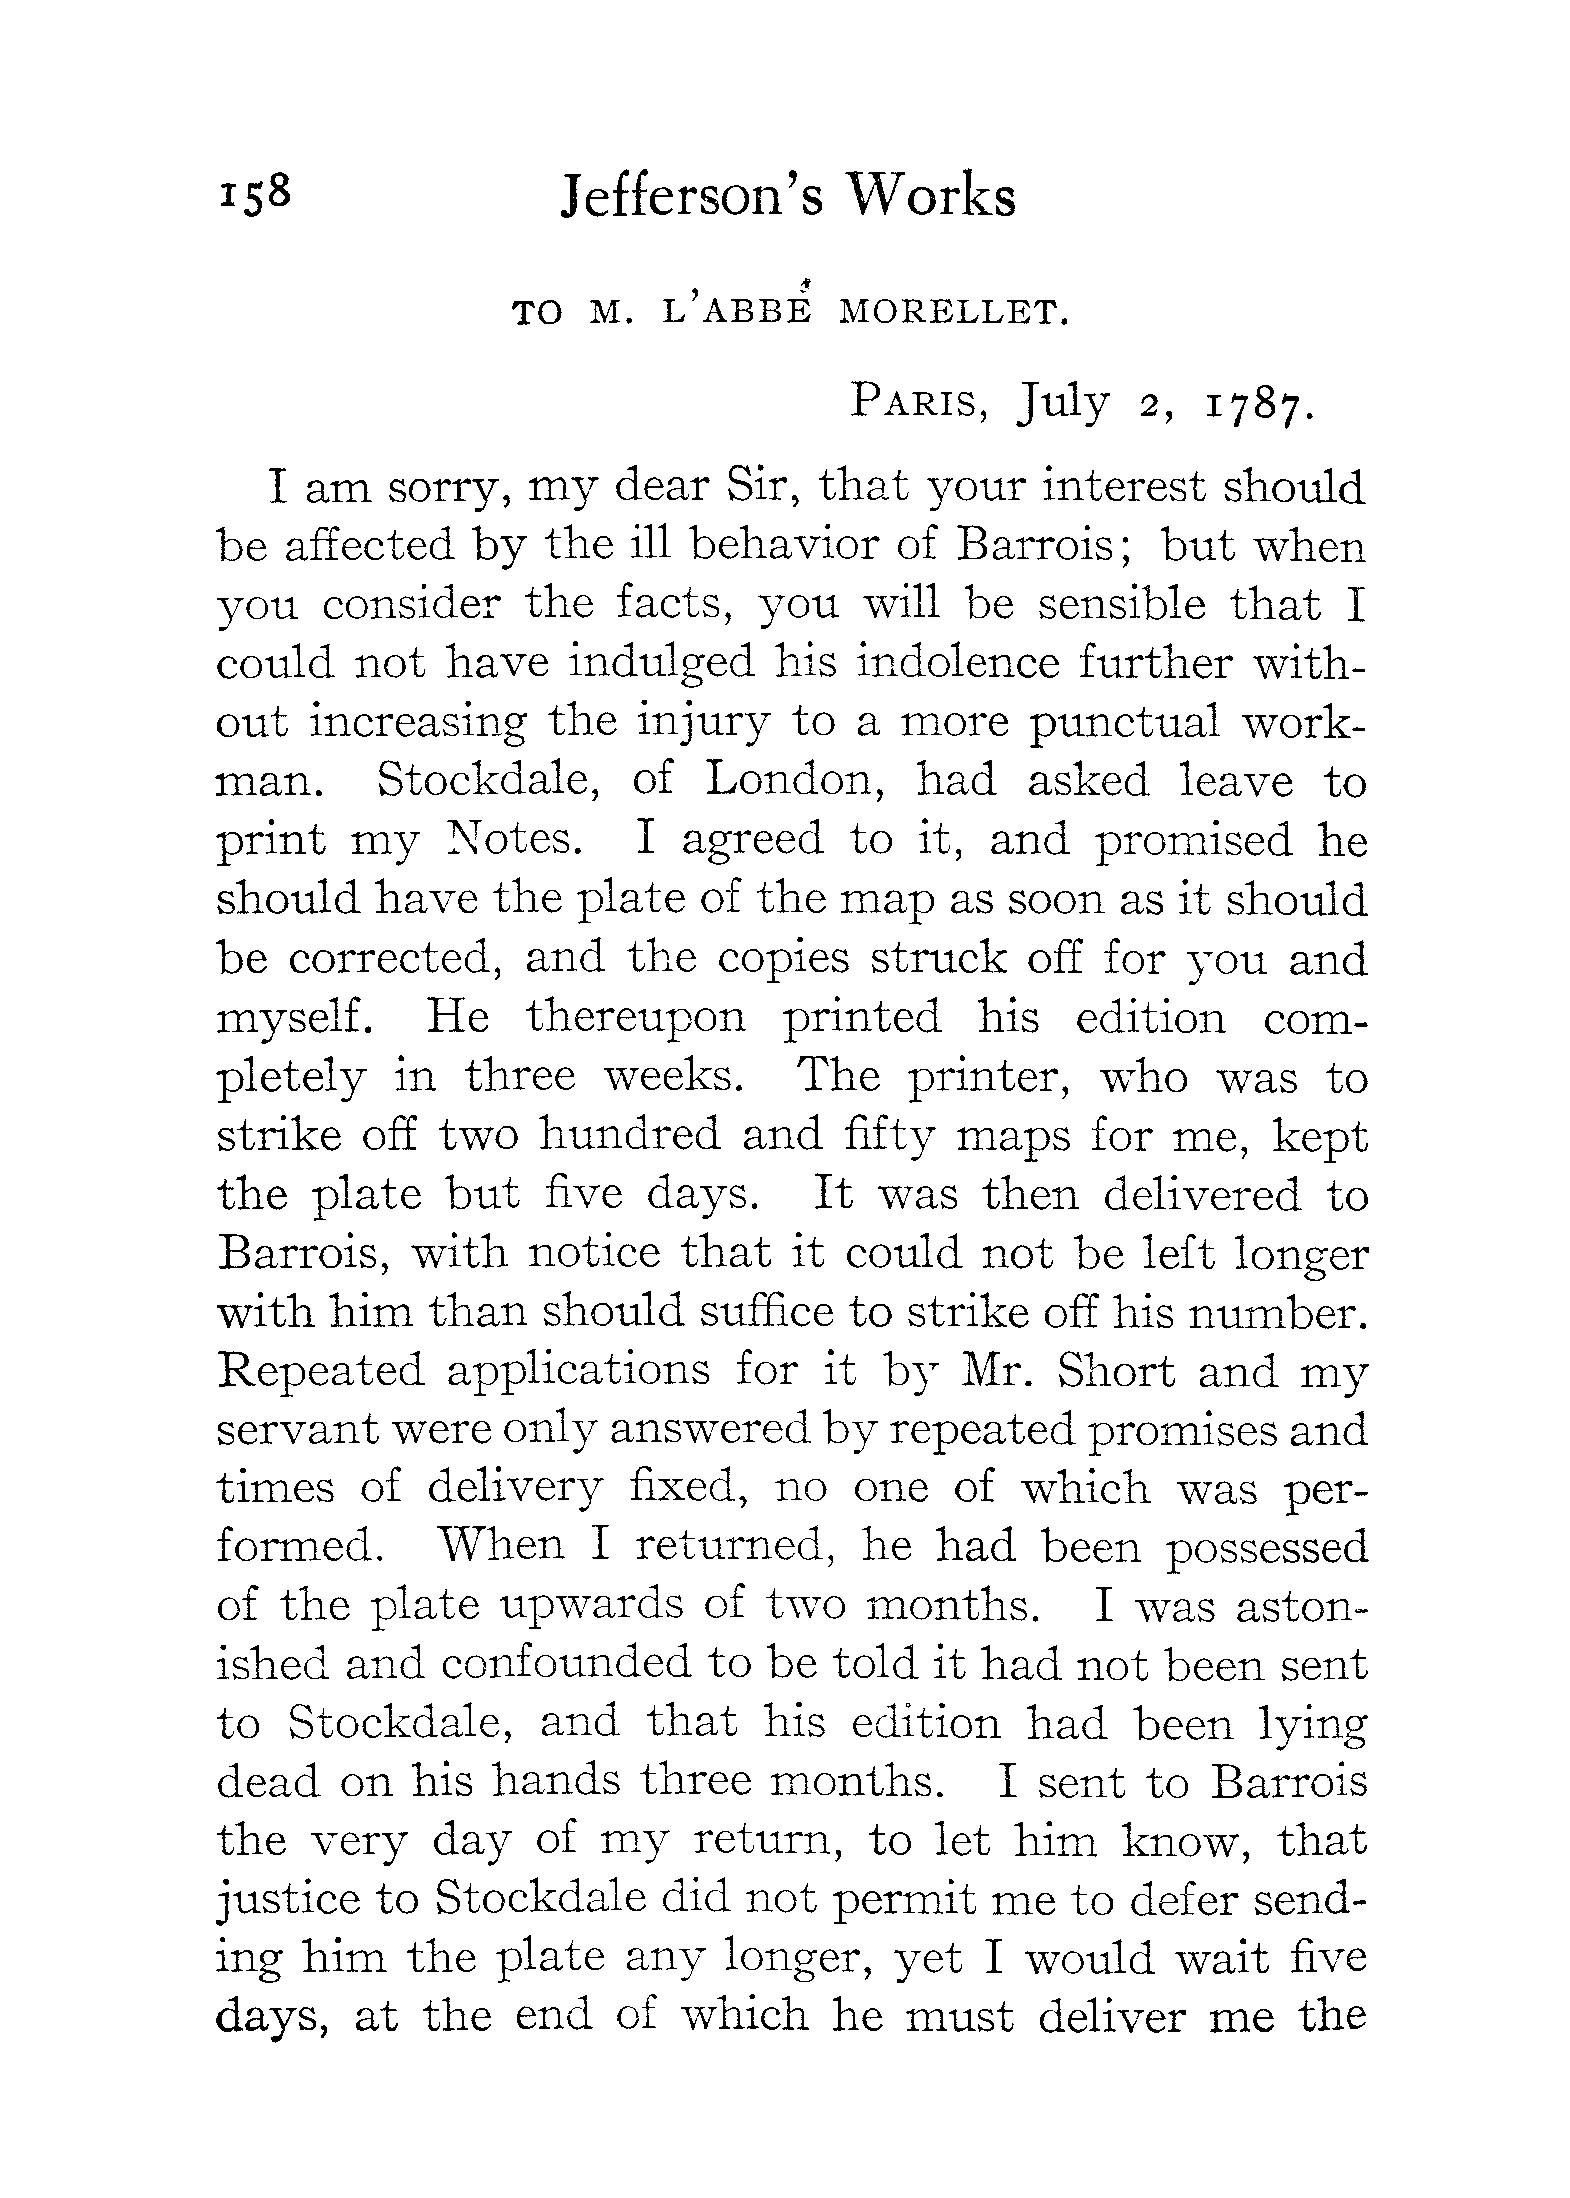 158 Jefferson's Works
TO M. L'ABBÉ MORELLET.
PARIS, July 2, 1787.
I am sorry, my dear Sir, that your interest should
be affected by the ill behavior of Barrois; but when
you consider the facts, you will be sensible that I
could not have indulged his indolence further with-
out increasing the injury to a more punctual work-
man. Stockdale, of London, had asked leave to
print my Notes. I agreed to it, and promised he
should have the plate of the map as soon as it should
be corrected, and the copies struck off for you and
myself. He thereupon printed his edition com-
pletely in three weeks. The printer, who was to
strike off two hundred and fifty maps for me, kept
the plate but five days. It was then delivered to
Barrois, with notice that it could not be left longer
with him than should suffice to strike off his number.
Repeated applications for it by Mr. Short and my
servant were only answered by repeated promises and
times of delivery fixed, no one of which was per-
formed. When I returned, he had been possessed
of the plate upwards of two months. I was aston-
ished and confounded to be told it had not been sent
to Stockdale, and that his edition had been lying
dead on his hands three months. I sent to Barrois
the very day of my return, to let him know, that
justice to Stockdale did not permit me to defer send-
ing him the plate any longer, yet I would wait five
days, at the end of which he must deliver me the